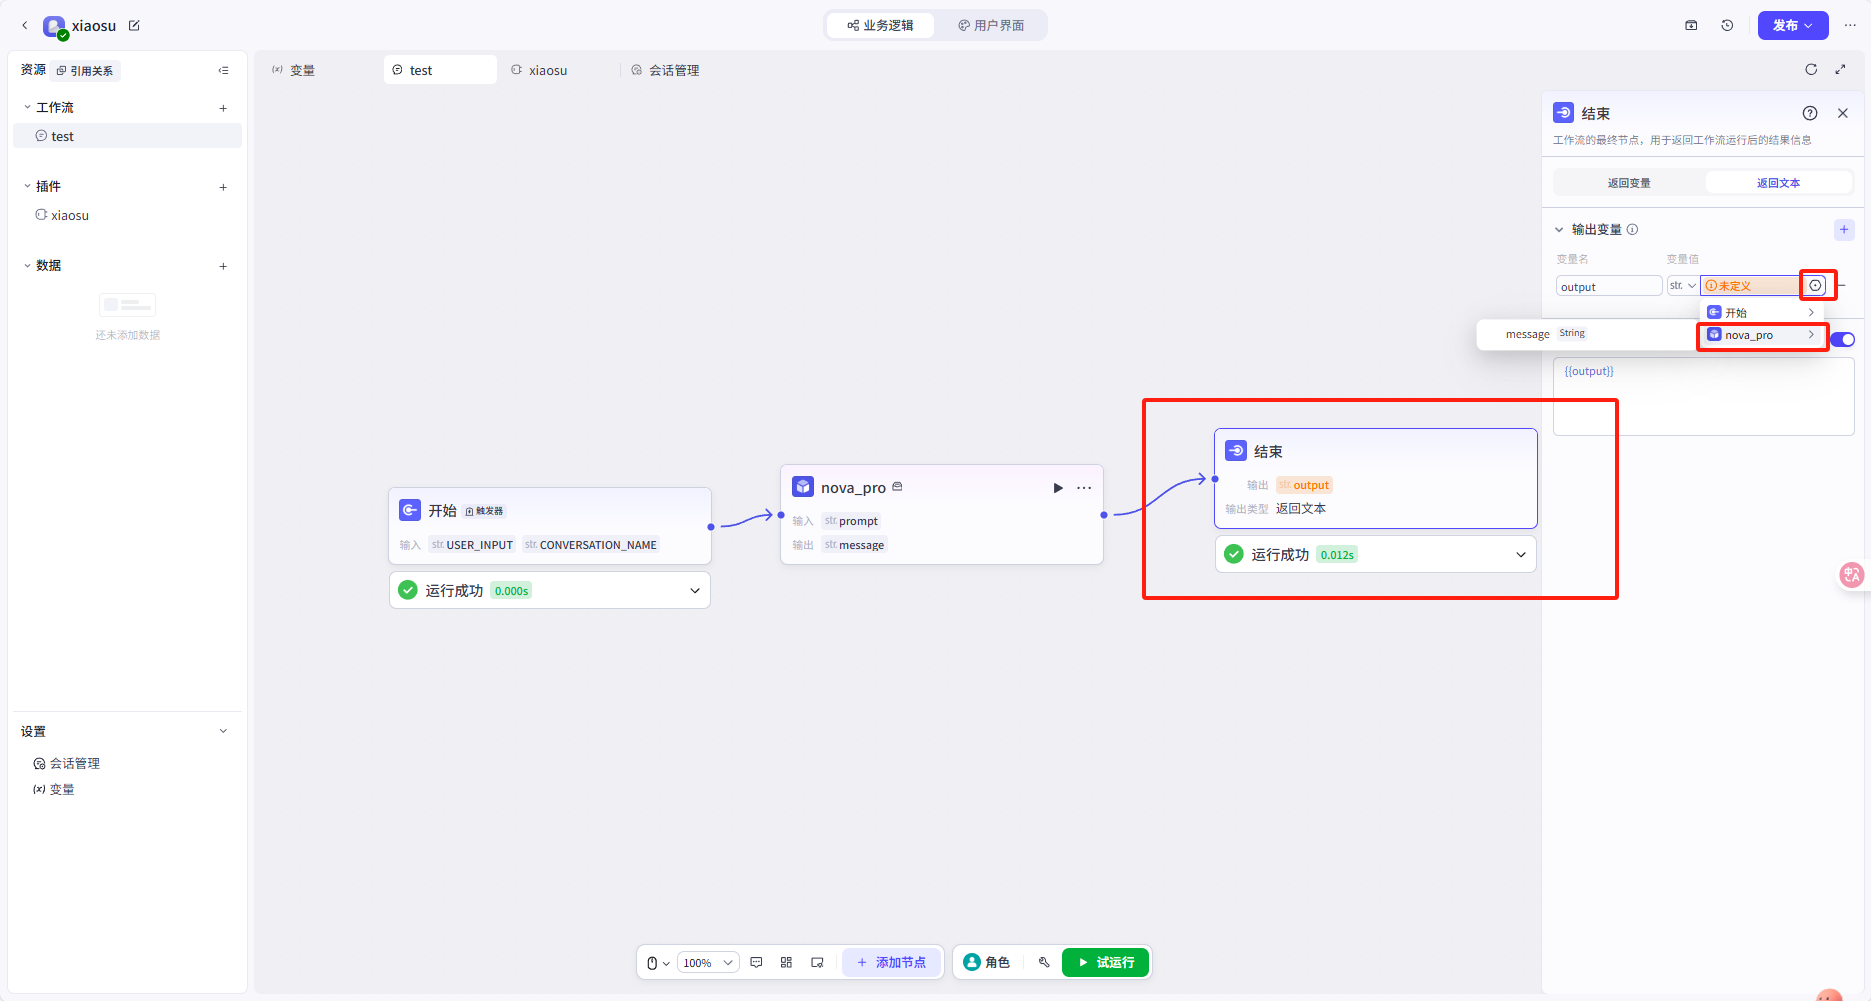 xiaosu
业务逻辑
用户界面
发布
资源
引用关系
工作流
test
插件
xiaosu
数据
还未添加数据
设置
会话管理
(x) 变量
(x) 变量
test
xiaosu
会话管理
开始
触发器
输入 str. USER_INPUT str. CONVERSATION_NAME
运行成功 0.000s
nova_pro
输入 str. prompt
输出 str. message
结束
输出 str. output
输出类型 返回文本
运行成功 0.012s
结束
工作流的最终节点，用于返回工作流运行后的结果信息
返回变量
返回文本
输出变量
变量名
变量值
output
str.
未定义
开始
nova_pro
message String
{{output}}
100%
添加节点
角色
试运行